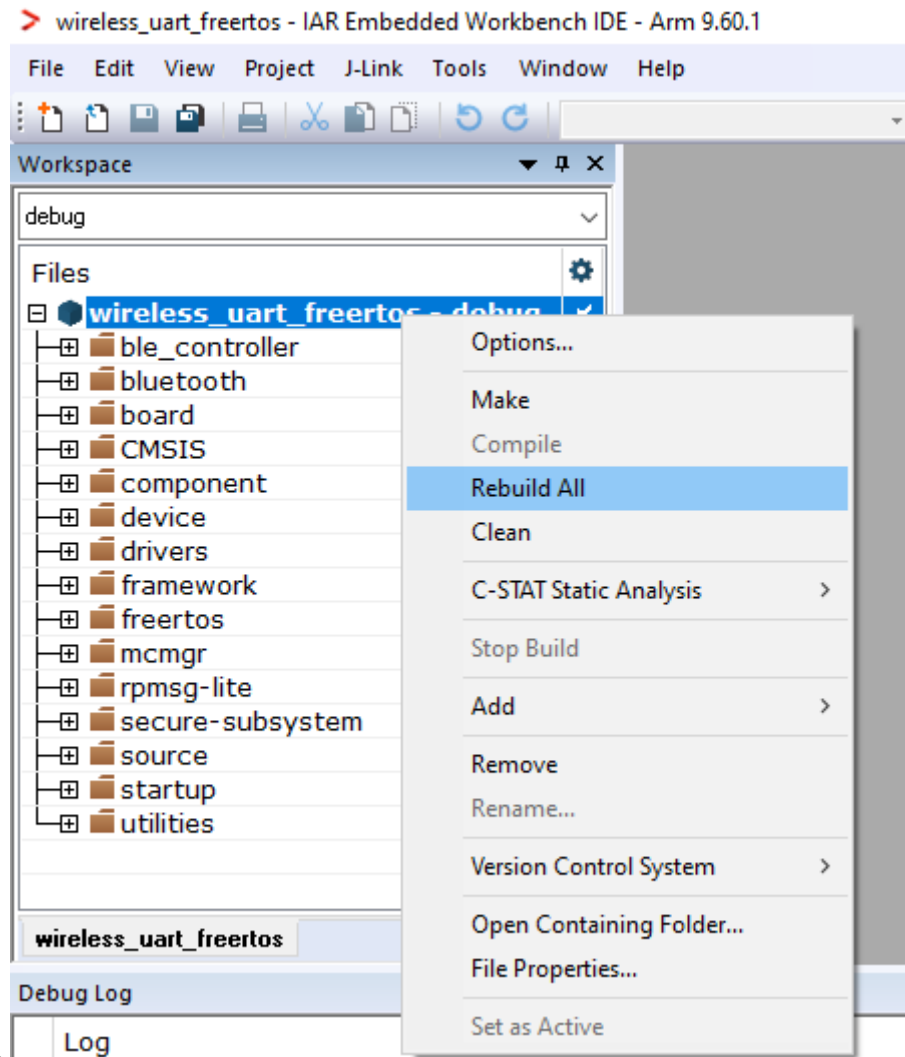 wireless_uart_freertos - IAR Embedded Workbench IDE - Arm 9.60.1
File Edit View Project J-Link Tools Window Help
Workspace
debug
Files
wireless_uart_freertos - debug
ble_controller
bluetooth
board
CMSIS
component
device
drivers
framework
freertos
mcmgr
rpmsg-lite
secure-subsystem
source
startup
utilities
wireless_uart_freertos
Debug Log
Log
Options...
Make
Compile
Rebuild All
Clean
C-STAT Static Analysis
Stop Build
Add
Remove
Rename...
Version Control System
Open Containing Folder...
File Properties...
Set as Active